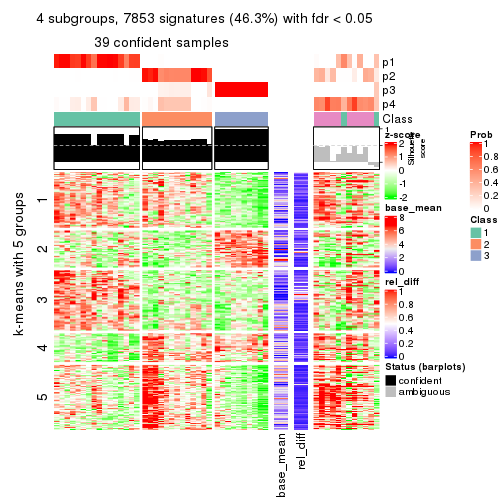 4 subgroups, 7853 signatures (46.3%) with fdr < 0.05
39 confident samples
p1
p2
p3
p4
Class
1
Silhouette
score
k-means with 5 groups
1
2
3
4
5
base_mean
rel_diff
z-score
2
1
0
-1
-2
base_mean
8
6
4
2
0
rel_diff
1
0.8
0.6
0.4
0.2
0
Status (barplots)
confident
ambiguous
Prob
1
0.8
0.6
0.4
0.2
0
Class
1
2
3